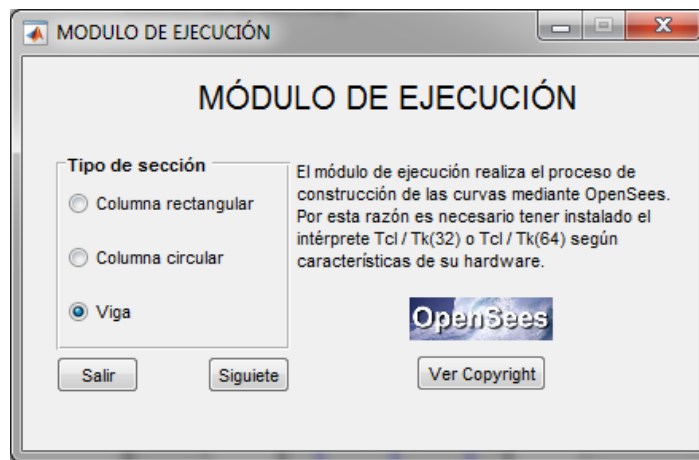 MODULO DE EJECUCIÓN
MÓDULO DE EJECUCIÓN
Tipo de sección
Columna rectangular
Columna circular
Viga
El módulo de ejecución realiza el proceso de
construcción de las curvas mediante OpenSees.
Por esta razón es necesario tener instalado el
intérprete Tcl / Tk(32) o Tcl / Tk(64) según
características de su hardware.
OpenSees
Salir
Siguiete
Ver Copyright